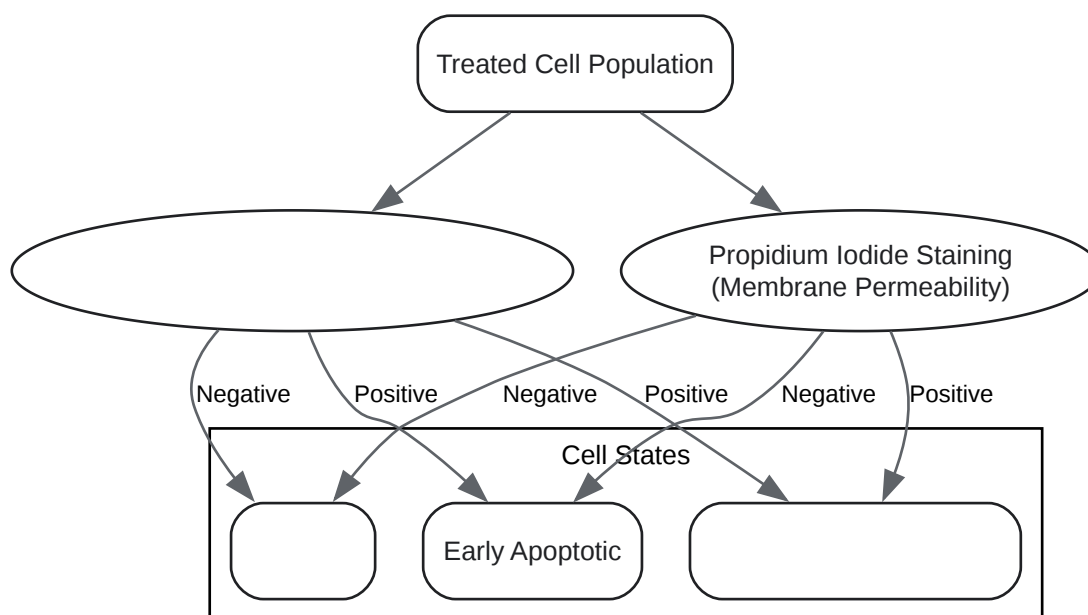 Treated Cell Population
Propidium Iodide Staining
(Membrane Permeability)
Negative
Positive
Negative
Positive
Negative
Positive
Cell States
Early Apoptotic